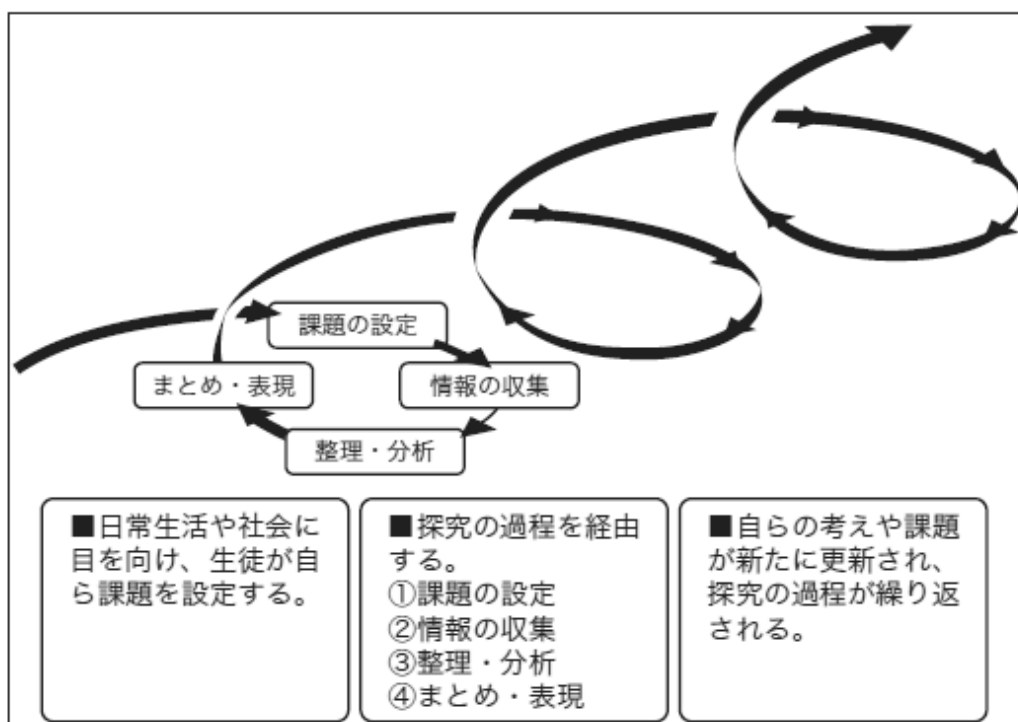 課題の設定
まとめ・表現
情報の収集
整理・分析
■日常生活や社会に
目を向け、生徒が自
ら課題を設定する。
■探究の過程を経由
する。
①課題の設定
②情報の収集
③整理・分析
④まとめ・表現
■自らの考えや課題
が新たに更新され、
探究の過程が繰り返
される。